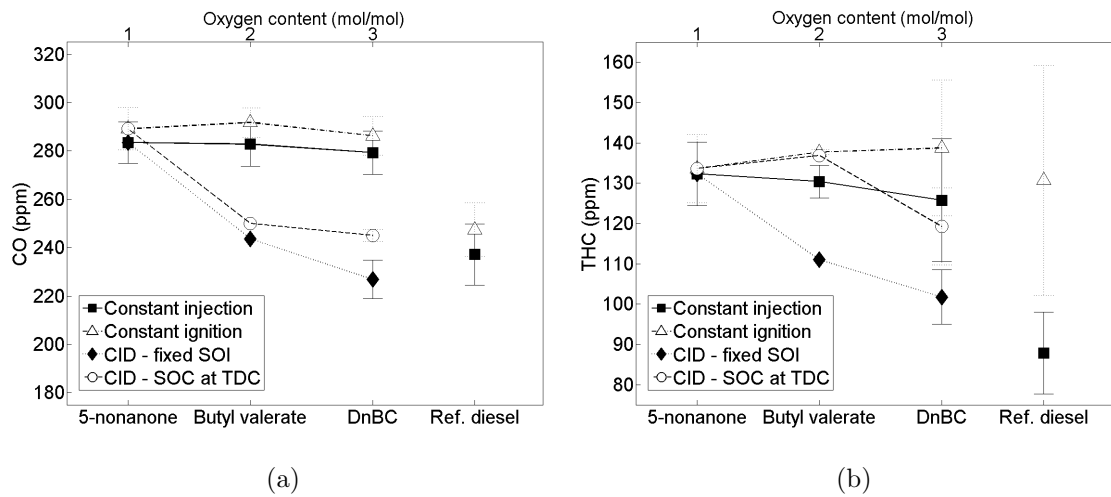 Oxygen content (mol/mol)
1 2 3
320
300
280
260
240
220
200
180
CO (ppm)
Constant injection
Constant ignition
CID - fixed SOI
CID - SOC at TDC
5-nonanone Butyl valerate DnBC Ref. diesel
(a)
Oxygen content (mol/mol)
1 2 3
160
150
140
130
120
110
100
90
80
THC (ppm)
Constant injection
Constant ignition
CID - fixed SOI
CID - SOC at TDC
5-nonanone Butyl valerate DnBC Ref. diesel
(b)